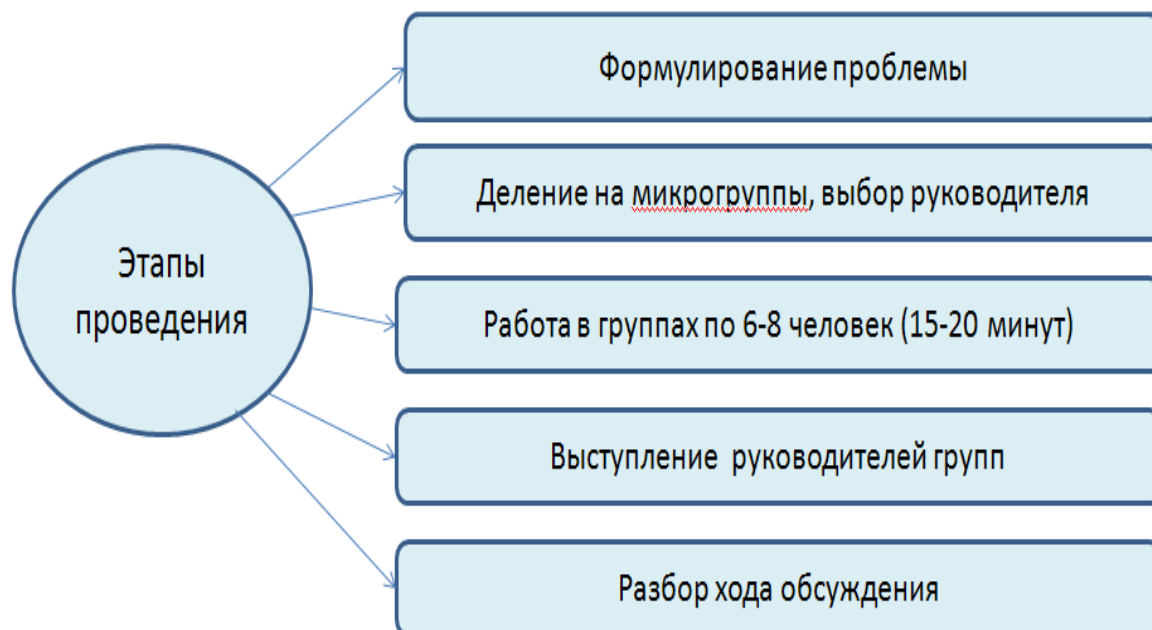 Этапы
проведения
Формулирование проблемы
Деление на микрогруппы, выбор руководителя
Работа в группах по 6-8 человек (15-20 минут)
Выступление руководителей групп
Разбор хода обсуждения